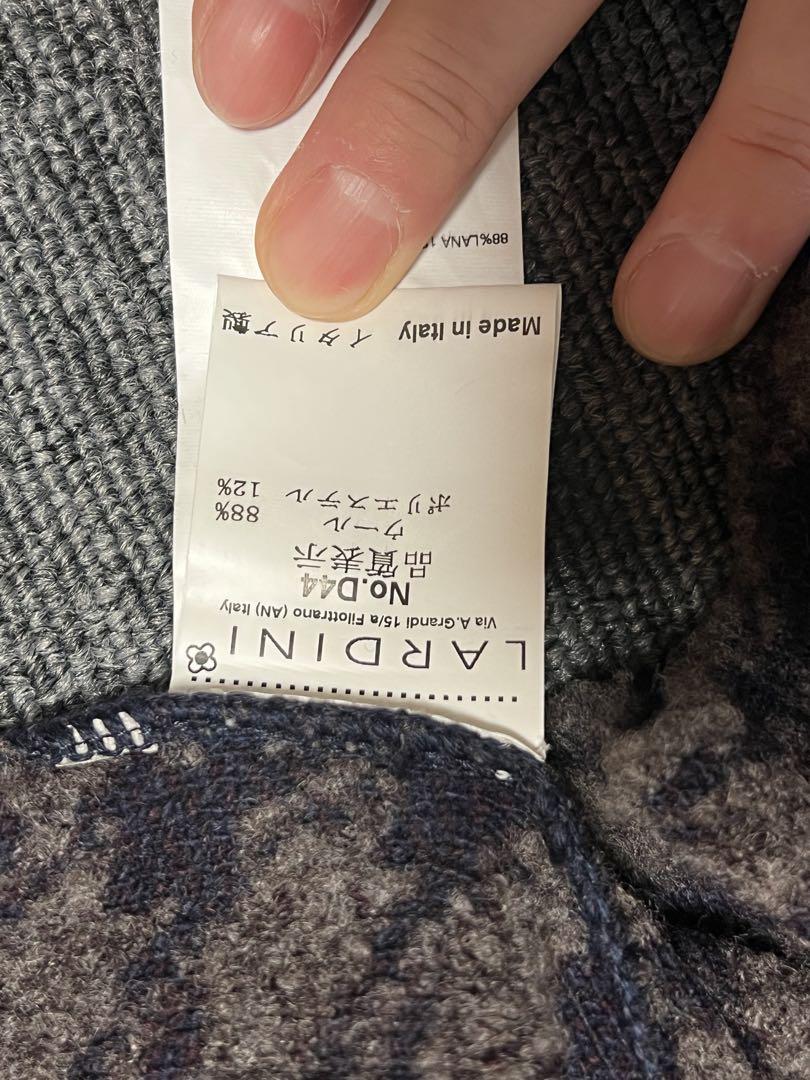 LARDINI
Via A.Grandi 15/a Filottrano (AN) Italy
No.D44
品質表示
ウール 88%
ポリエステル 12%
Made in Italy イタリア製
88%LANA